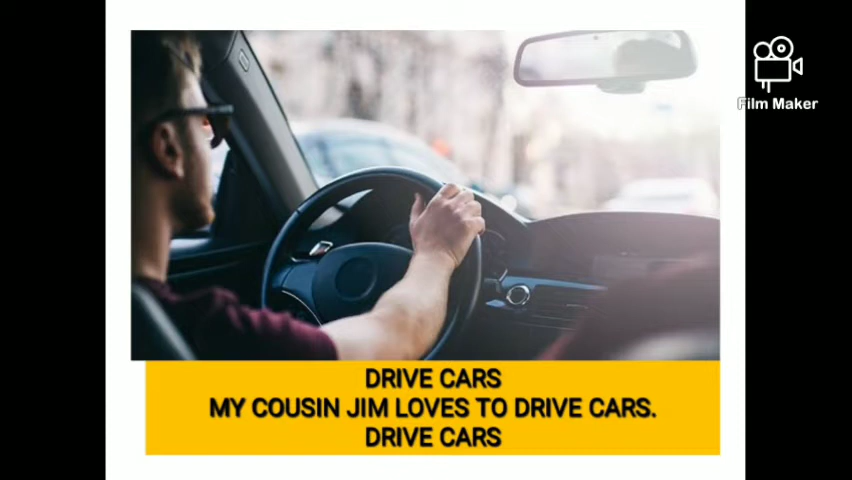 Film Maker
DRIVE CARS
MY COUSIN JIM LOVES TO DRIVE CARS.
DRIVE CARS